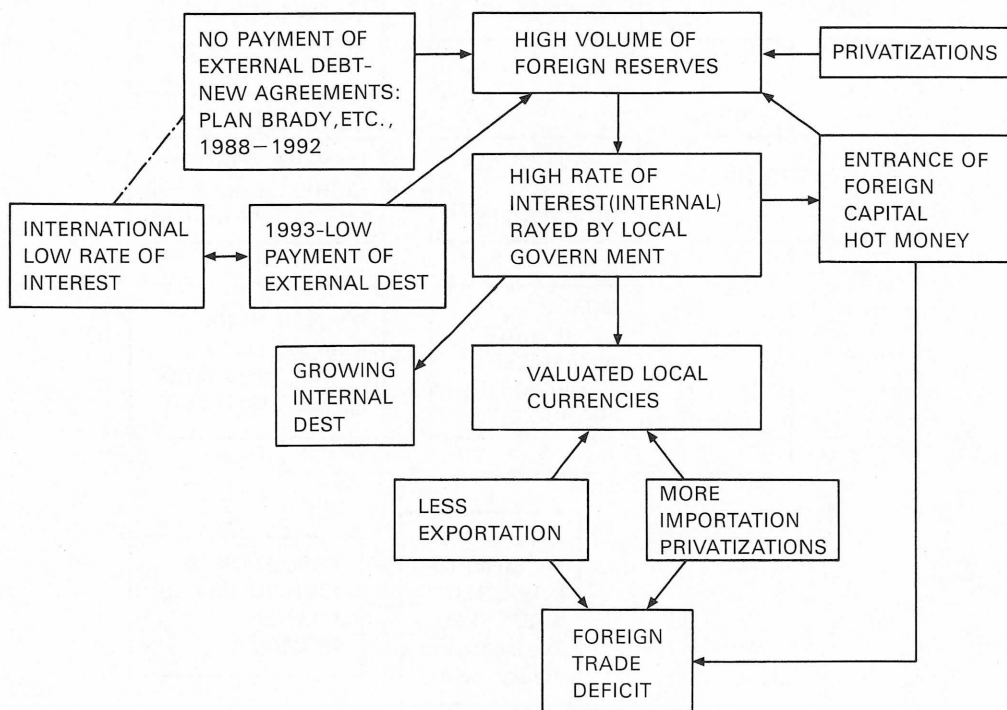 NO PAYMENT OF
EXTERNAL DEBT-
NEW AGREEMENTS:
PLAN BRADY,ETC.,
1988−1992
HIGH VOLUME OF
FOREIGN RESERVES
PRIVATIZATIONS
INTERNATIONAL
LOW RATE OF
INTEREST
1993-LOW
PAYMENT OF
EXTERNAL DEST
HIGH RATE OF
INTEREST(INTERNAL)
RAYED BY LOCAL
GOVERN MENT
ENTRANCE OF
FOREIGN
CAPITAL
HOT MONEY
GROWING
INTERNAL
DEST
VALUATED LOCAL
CURRENCIES
LESS
EXPORTATION
MORE
IMPORTATION
PRIVATIZATIONS
FOREIGN
TRADE
DEFICIT